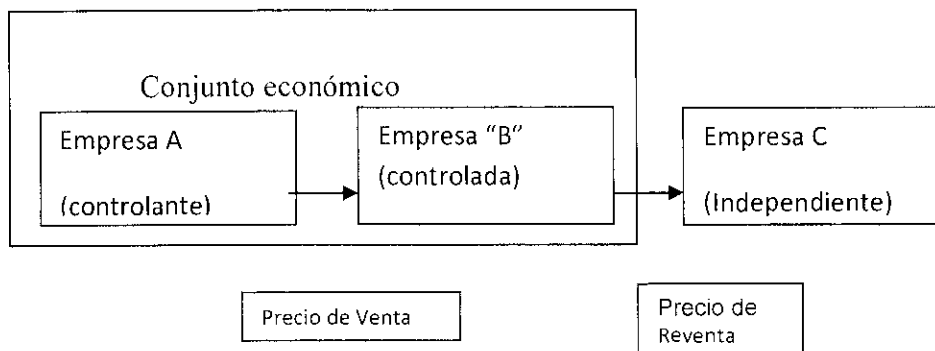 Conjunto económico
Empresa A
(controlante)
Empresa "B"
(controlada)
Empresa C
(Independiente)
Precio de Venta
Precio de
Reventa